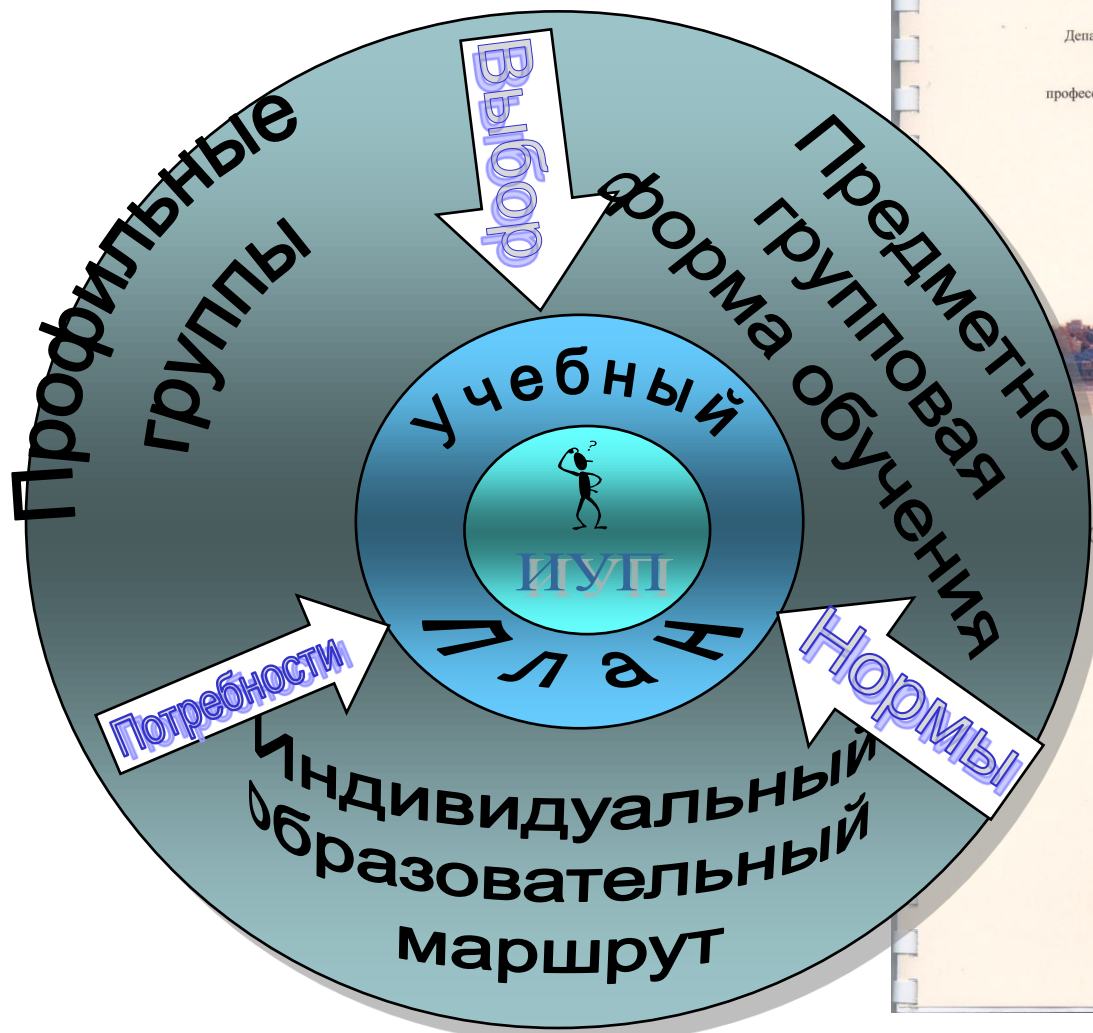 Профильные
группы
Выбор
Предметно-
групповая
форма обучения
Учебный
План
ИУП
?
Потребности
Нормы
Индивидуальный
образовательный
маршрут